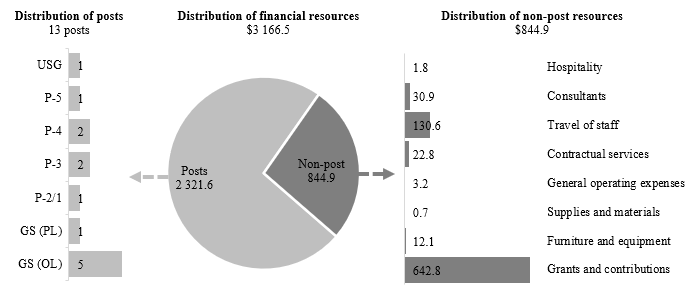 Distribution of posts
13 posts
USG 1
P-5 1
P-4 2
P-3 2
P-2/1 1
GS (PL) 1
GS (OL) 5
Distribution of financial resources
$3 166.5
Posts
2 321.6
Non-post
844.9
Distribution of non-post resources
$844.9
1.8 Hospitality
30.9 Consultants
130.6 Travel of staff
22.8 Contractual services
3.2 General operating expenses
0.7 Supplies and materials
12.1 Furniture and equipment
642.8 Grants and contributions